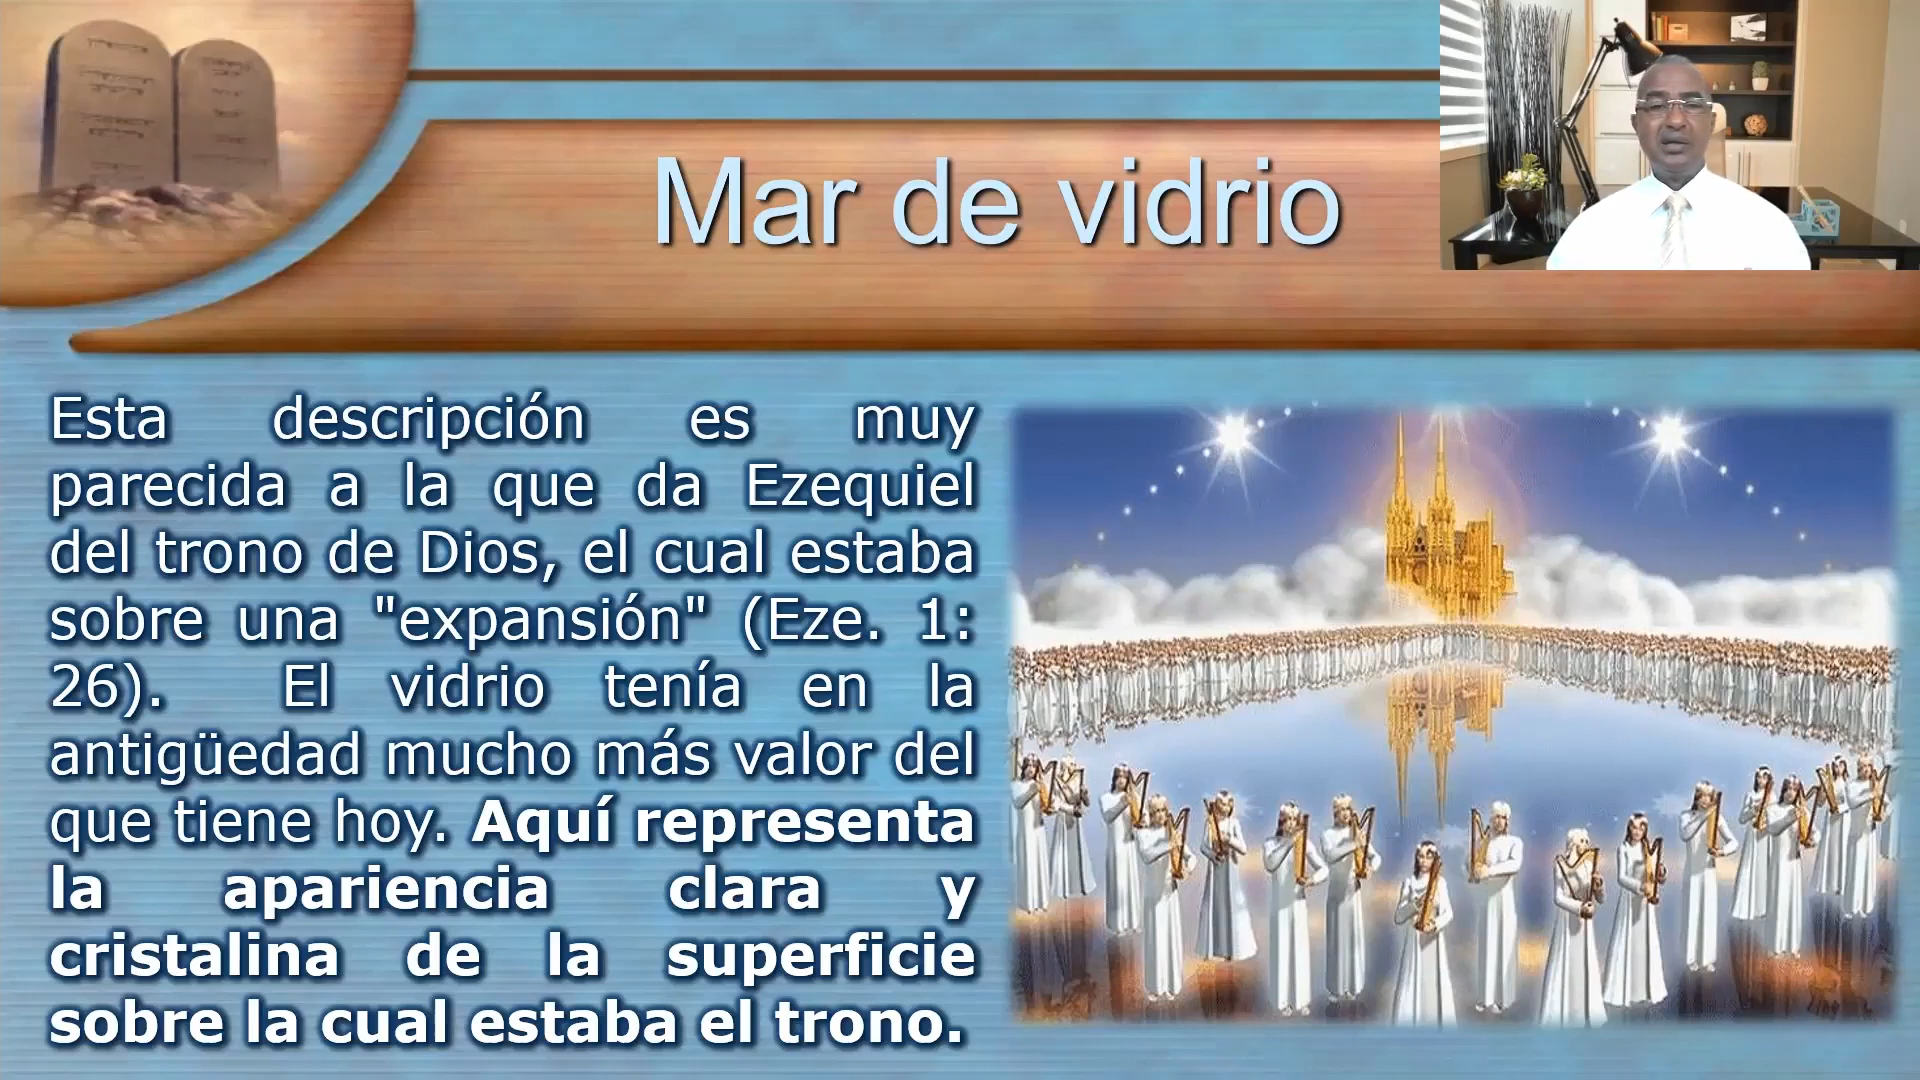 Mar de vidrio
Esta descripción es muy
parecida a la que da Ezequiel
del trono de Dios, el cual estaba
sobre una "expansión" (Eze. 1:
26). El vidrio tenía en la
antigüedad mucho más valor del
que tiene hoy. Aquí representa
la apariencia clara y
cristalina de la superficie
sobre la cual estaba el trono.